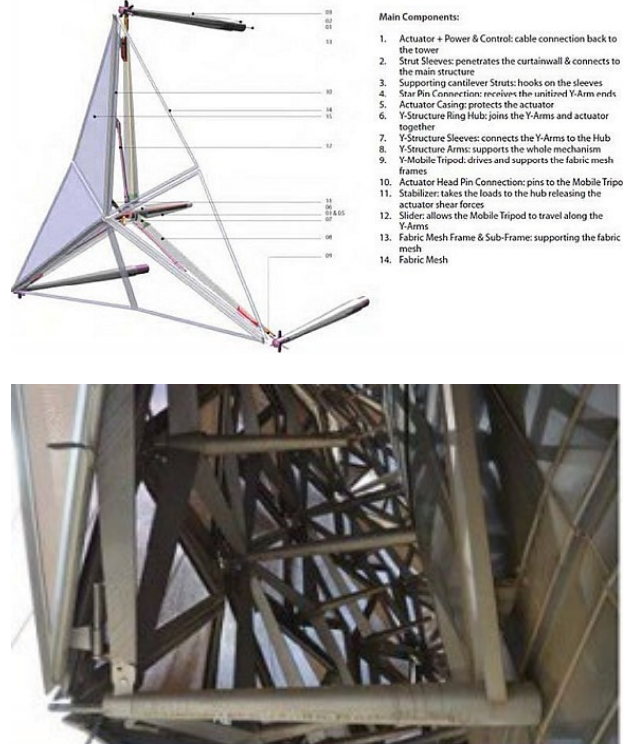 03
02
01
13
10
14
15
12
06
03 & 05
07
08
09
Main Components:
1. Actuator + Power & Control: cable connection back to
the tower
2. Strut Sleeves: penetrates the curtainwall & connects to
the main structure
3. Supporting cantilever Struts: hooks on the sleeves
4. Star Pin Connection: receives the unitized Y-Arm ends
5. Actuator Casing: protects the actuator
6. Y-Structure Ring Hub: joins the Y-Arms and actuator
together
7. Y-Structure Sleeves: connects the Y-Arms to the Hub
8. Y-Structure Arms: supports the whole mechanism
9. Y-Mobile Tripod: drives and supports the fabric mesh
frames
10. Actuator Head Pin Connection: pins to the Mobile Tripo
11. Stabilizer: takes the loads to the hub releasing the
actuator shear forces
12. Slider: allows the Mobile Tripod to travel along the
Y-Arms
13. Fabric Mesh Frame & Sub-Frame: supporting the fabric
mesh
14. Fabric Mesh